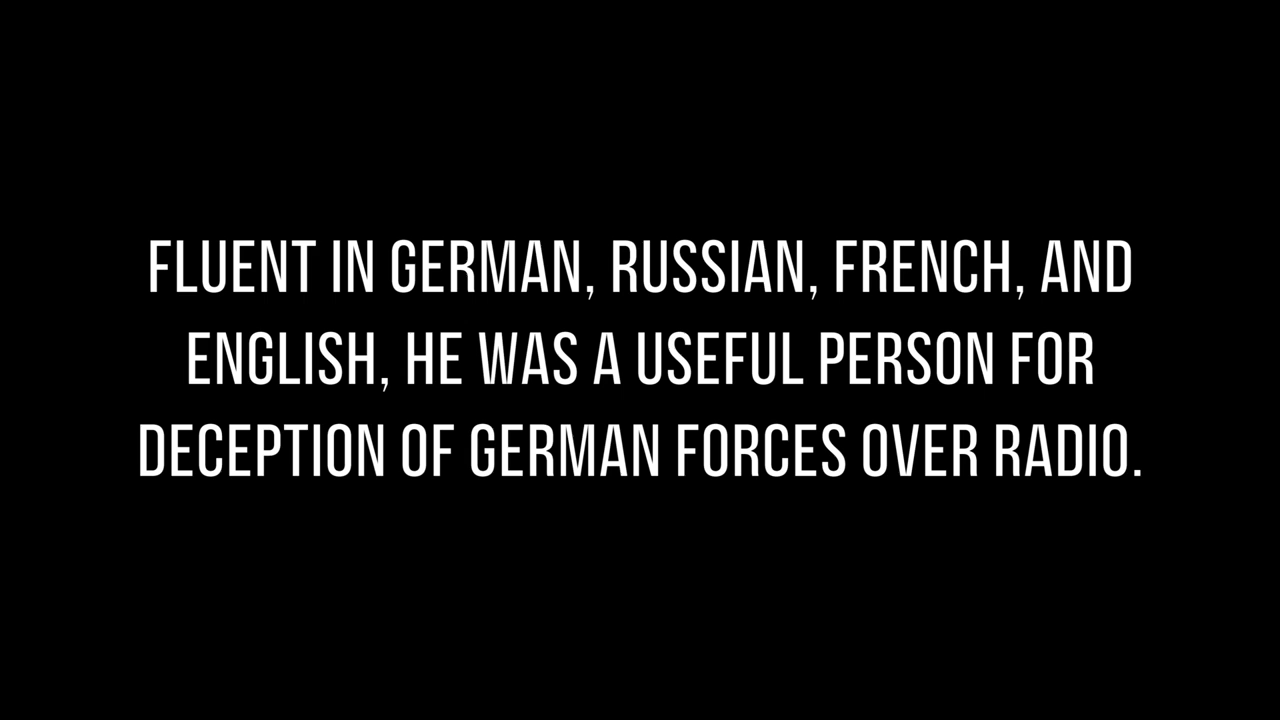 FLUENT IN GERMAN, RUSSIAN, FRENCH, AND
ENGLISH, HE WAS A USEFUL PERSON FOR
DECEPTION OF GERMAN FORCES OVER RADIO.